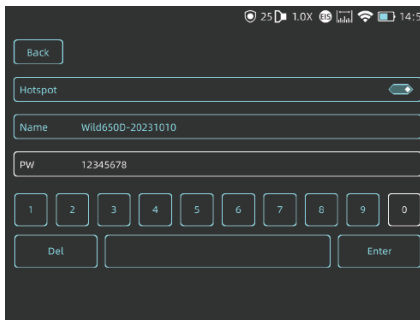 25 1.0X EIS 14:5
Back
Hotspot
Name Wild650D-20231010
PW 12345678
1 2 3 4 5 6 7 8 9 0
Del Enter